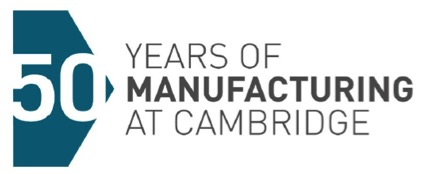 50
YEARS OF
MANUFACTURING
AT CAMBRIDGE